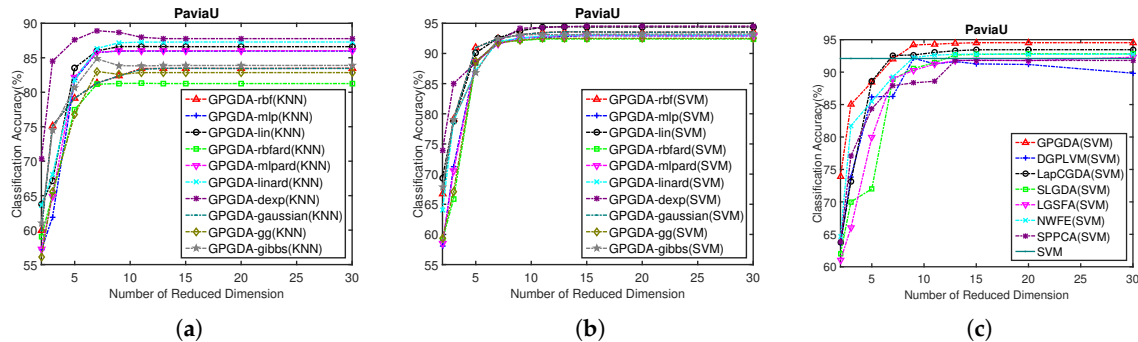 PaviaU
Classification Accuracy(%)
90
85
80
75
70
65
60
55
5
10
15
20
25
30
Number of Reduced Dimension
GPGDA-rbf(KNN)
GPGDA-mlp(KNN)
GPGDA-lin(KNN)
GPGDA-rbfard(KNN)
GPGDA-mlpard(KNN)
GPGDA-linard(KNN)
GPGDA-dexp(KNN)
GPGDA-gaussian(KNN)
GPGDA-gg(KNN)
GPGDA-gibbs(KNN)
(a)
PaviaU
Classification Accuracy(%)
95
90
85
80
75
70
65
60
55
5
10
15
20
25
30
Number of Reduced Dimension
GPGDA-rbf(SVM)
GPGDA-mlp(SVM)
GPGDA-lin(SVM)
GPGDA-rbfard(SVM)
GPGDA-mlpard(SVM)
GPGDA-linard(SVM)
GPGDA-dexp(SVM)
GPGDA-gaussian(SVM)
GPGDA-gg(SVM)
GPGDA-gibbs(SVM)
(b)
PaviaU
Classification Accuracy(%)
95
90
85
80
75
70
65
60
5
10
15
20
25
30
Number of Reduced Dimension
GPGDA(SVM)
DGPLVM(SVM)
LapCGDA(SVM)
SLGDA(SVM)
LGSFA(SVM)
NWFE(SVM)
SPPCA(SVM)
SVM
(c)